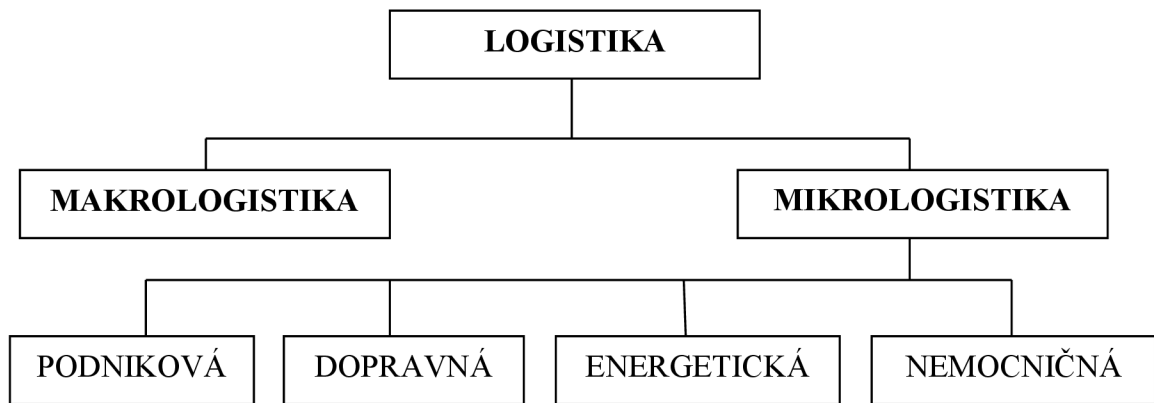 LOGISTIKA
MAKROLOGISTIKA
MIKROLOGISTIKA
PODNIKOVÁ
DOPRAVNÁ
ENERGETICKÁ
NEMOCNIČNÁ